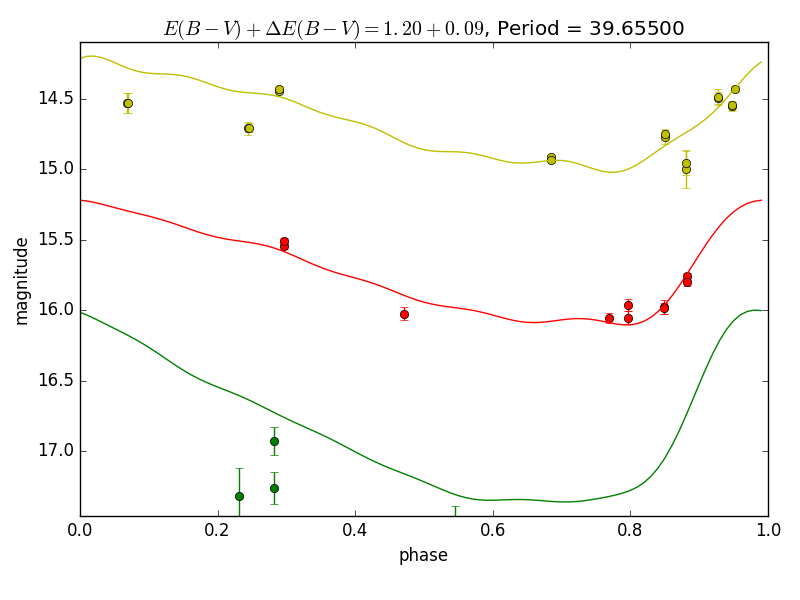 E(B − V) + ΔE(B − V) = 1.20 + 0.09, Period = 39.65500
magnitude
14.5
15.0
15.5
16.0
16.5
17.0
0.0 0.2 0.4 0.6 0.8 1.0
phase